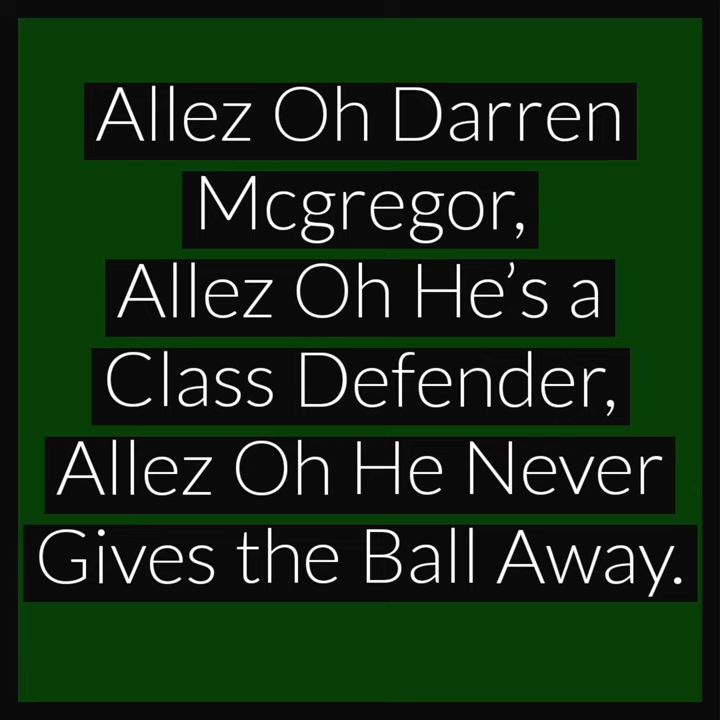 Allez Oh Darren
Mcgregor,
Allez Oh He’s a
Class Defender,
Allez Oh He Never
Gives the Ball Away.